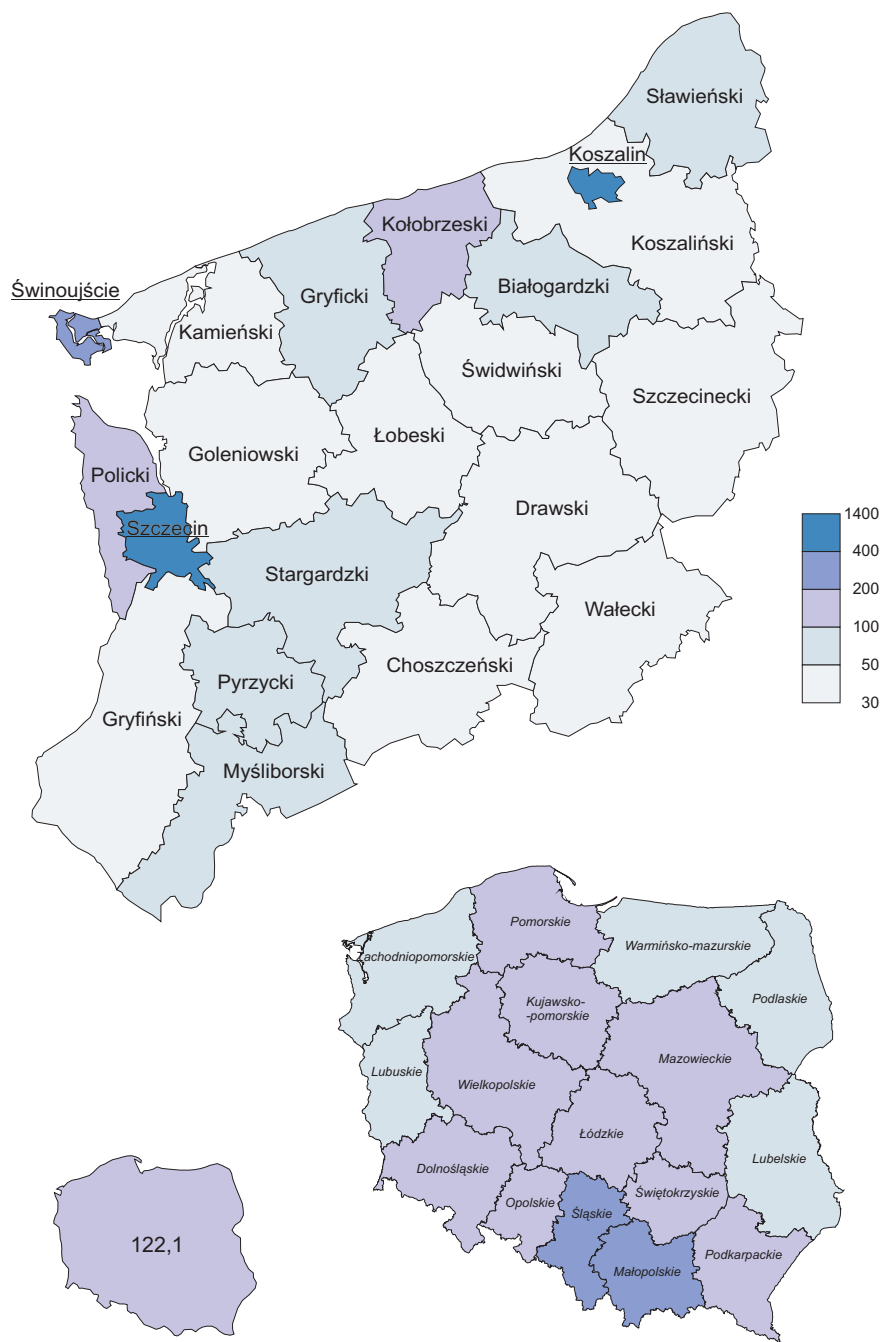 Sławieński
Koszalin
Kołobrzeski
Koszaliński
Białogardzki
Świnoujście
Gryficki
Kamieński
Świdwiński
Szczecinecki
Łobeski
Goleniowski
Policki
Drawski
Szczecin
Stargardzki
Wałecki
Choszczeński
Pyrzycki
Gryfiński
Myśliborski
1400
400
200
100
50
30
Pomorskie
Warmińsko-mazurskie
achodniopomorskie
Kujawsko-
-pomorskie
Podlaskie
Mazowieckie
Lubuskie
Wielkopolskie
Łódzkie
Lubelskie
Dolnośląskie
Opolskie
Śląskie
Świętokrzyskie
Podkarpackie
Małopolskie
122,1